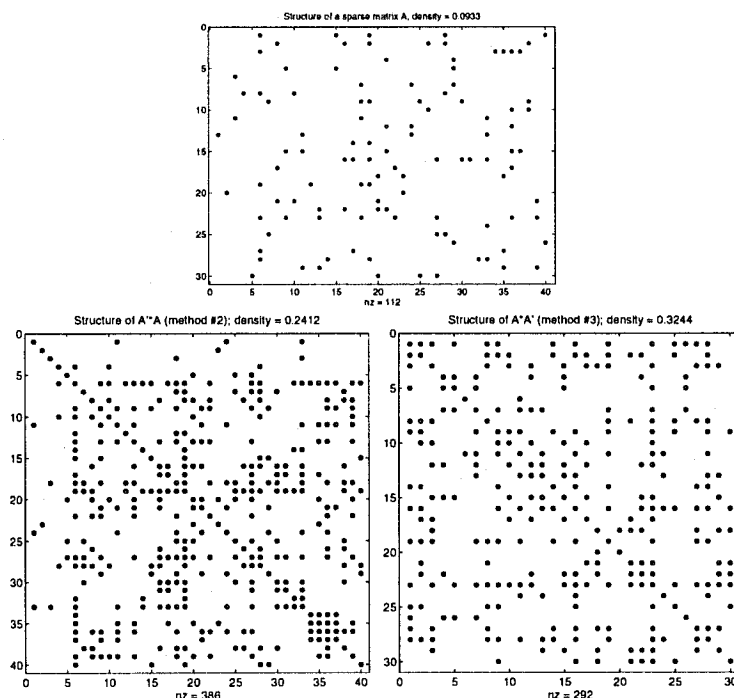 Structure of a sparse matrix A, density = 0.0933
0
5
10
15
20
25
30
0 5 10 15 20 25 30 35 40
nz = 112
Structure of A'*A (method #2); density = 0.2412
0
5
10
15
20
25
30
35
40
0 5 10 15 20 25 30 35 40
nz = 386
Structure of A*A' (method #3); density = 0.3244
0
5
10
15
20
25
30
0 5 10 15 20 25 30
nz = 292